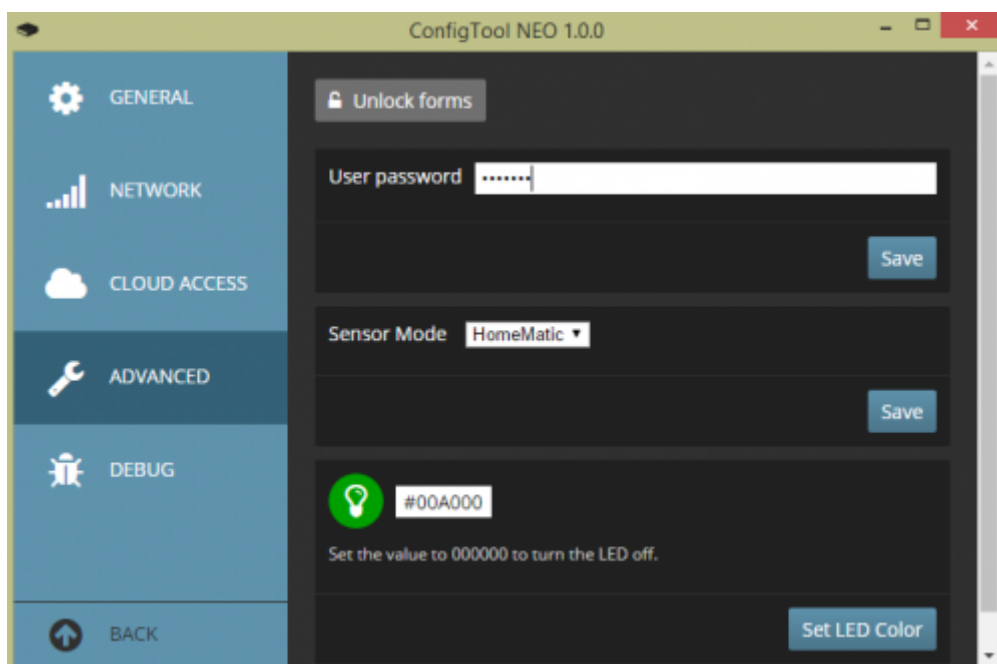 ConfigTool NEO 1.0.0
GENERAL
NETWORK
CLOUD ACCESS
ADVANCED
DEBUG
BACK
Unlock forms
User password •••••••
Save
Sensor Mode HomeMatic
Save
#00A000
Set the value to 000000 to turn the LED off.
Set LED Color